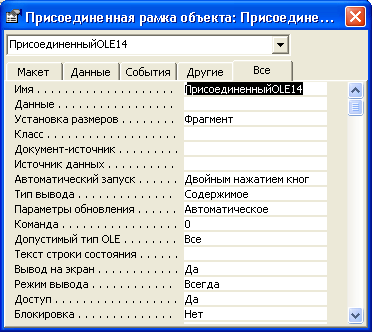 Присоединенная рамка объекта: Присоедине...
ПрисоединенныйOLE14
Макет Данные События Другие Все
Имя . . . . . . . . . . . . . . . . . . ПрисоединенныйOLE14
Данные . . . . . . . . . . . . . . .
Установка размеров . . . . . . . . Фрагмент
Класс . . . . . . . . . . . . . . . .
Документ-источник . . . . . . . . .
Источник данных . . . . . . . . . .
Автоматический запуск . . . . . . Двойным нажатием кног
Тип вывода . . . . . . . . . . . . . Содержимое
Параметры обновления . . . . . . Автоматическое
Команда . . . . . . . . . . . . . . . 0
Допустимый тип OLE . . . . . . . . Все
Текст строки состояния . . . . . .
Вывод на экран . . . . . . . . . . . Да
Режим вывода . . . . . . . . . . . . Всегда
Доступ . . . . . . . . . . . . . . . . Да
Блокировка . . . . . . . . . . . . . Нет